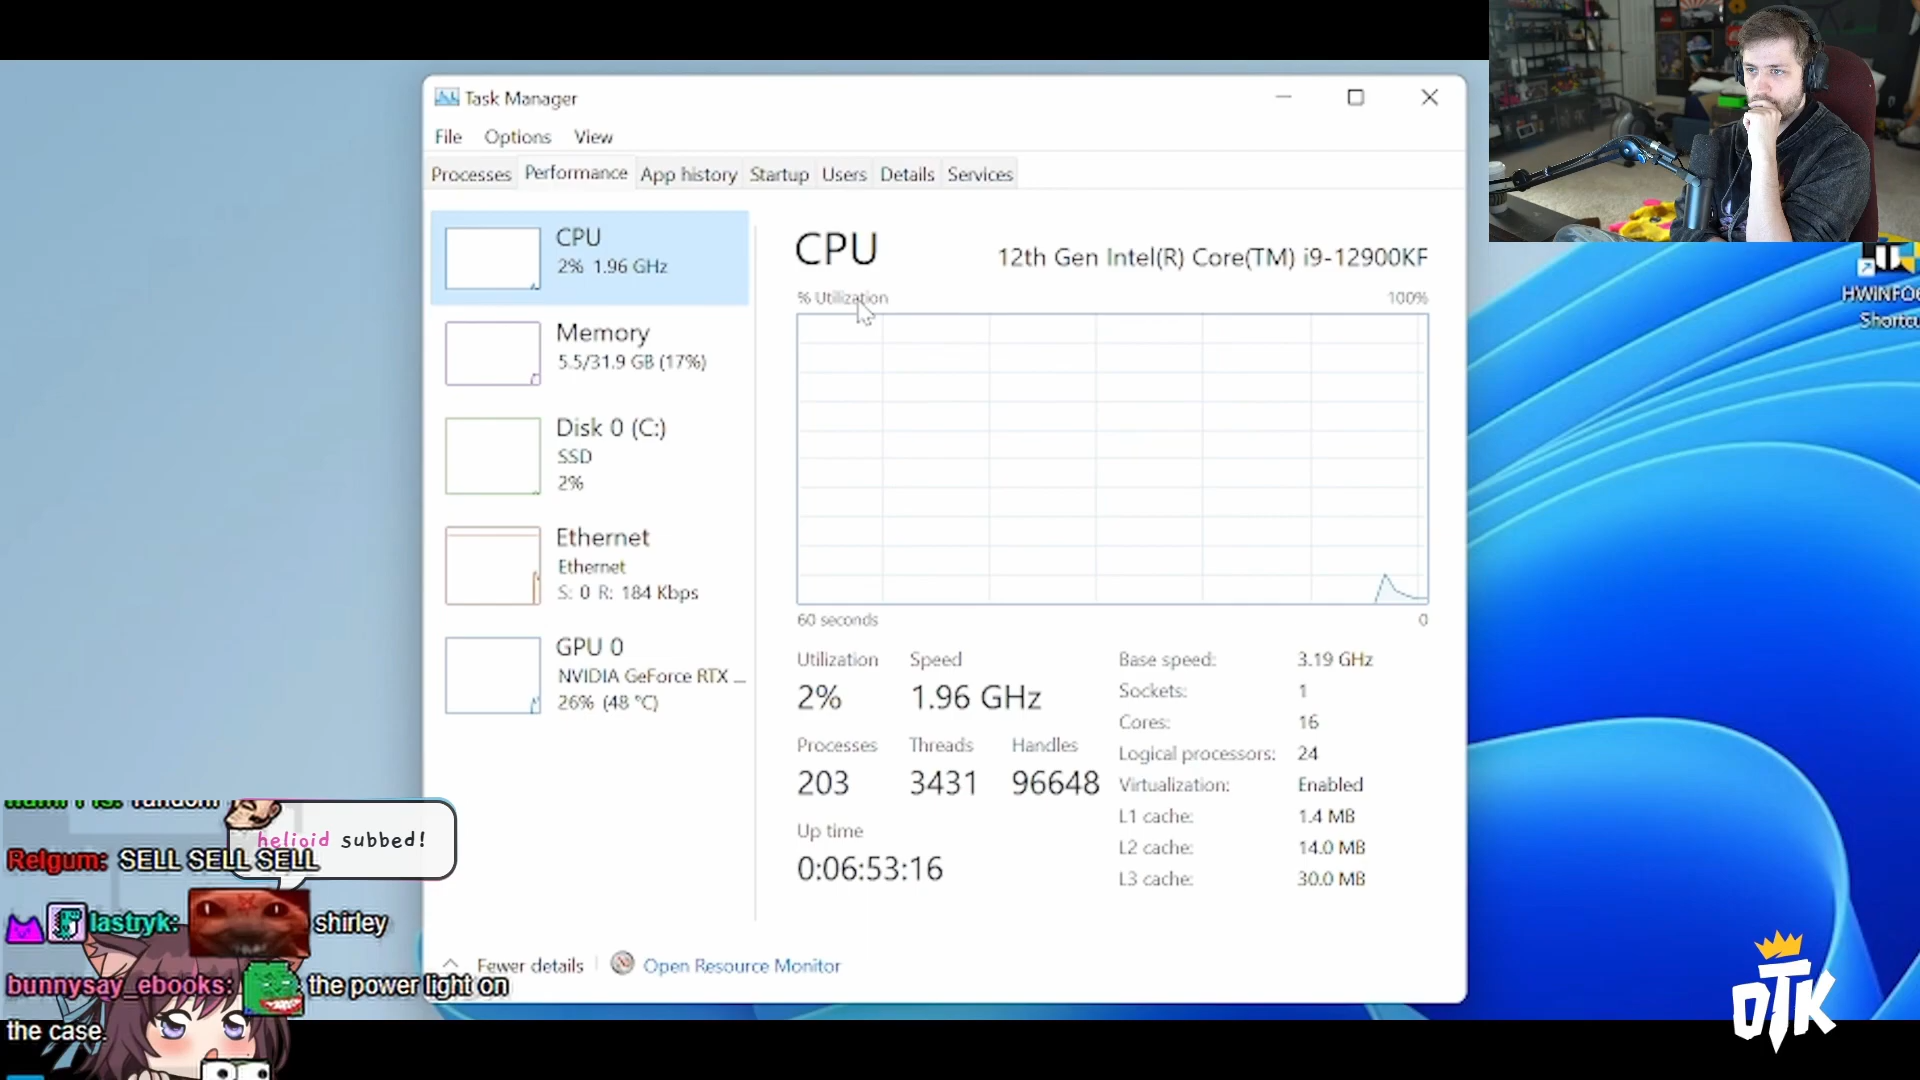 Task Manager
File Options View
Processes Performance App history Startup Users Details Services
CPU
2% 1.96 GHz
Memory
5.5/31.9 GB (17%)
Disk 0 (C:)
SSD
2%
Ethernet
Ethernet
S: 0 R: 184 Kbps
GPU 0
NVIDIA GeForce RTX ...
26% (48 °C)
CPU 12th Gen Intel(R) Core(TM) i9-12900KF
% Utilization 100%
60 seconds 0
Utilization Speed
2% 1.96 GHz
Processes Threads Handles
203 3431 96648
Up time
0:06:53:16
Base speed: 3.19 GHz
Sockets: 1
Cores: 16
Logical processors: 24
Virtualization: Enabled
L1 cache: 1.4 MB
L2 cache: 14.0 MB
L3 cache: 30.0 MB
Fewer details Open Resource Monitor
random
helioid subbed!
Relgum: SELL SELL SELL
lastryk: shirley
bunnysay_ebooks: the power light on
the case.
OTK